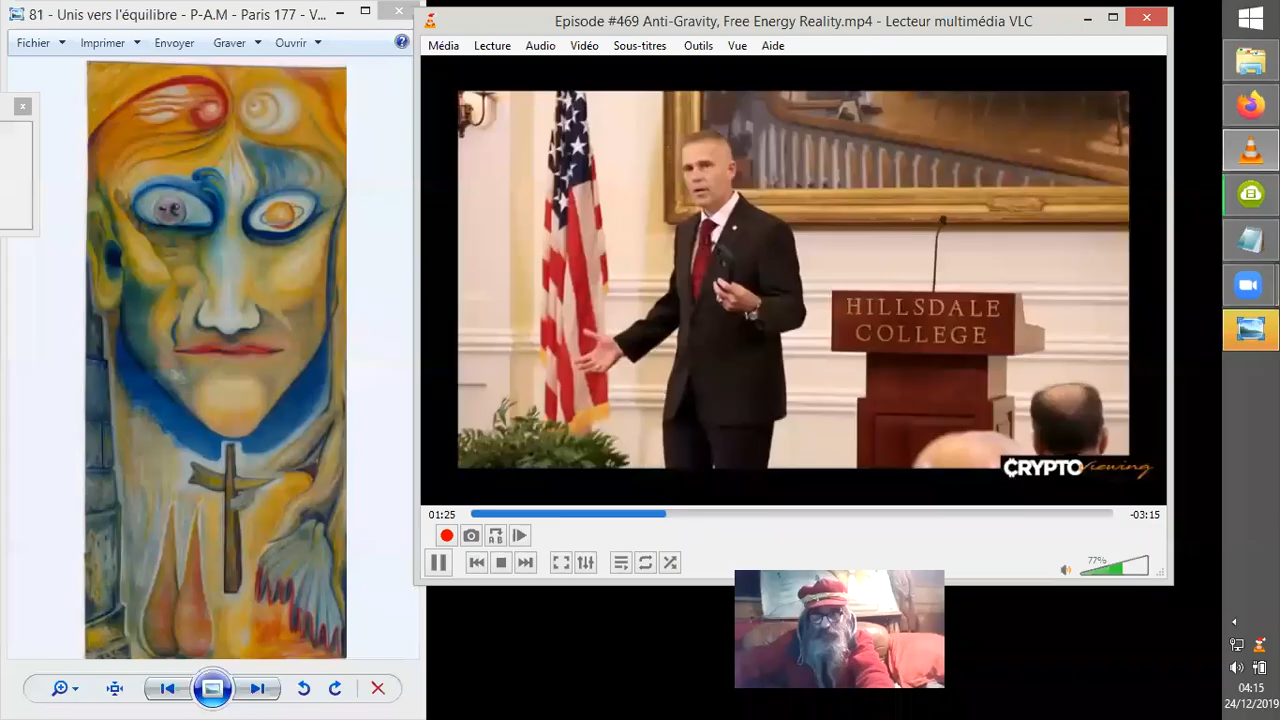 81 - Unis vers l'équilibre - P-A.M - Paris 177 - V...
Fichier Imprimer Envoyer Graver Ouvrir
Episode #469 Anti-Gravity, Free Energy Reality.mp4 - Lecteur multimédia VLC
Média Lecture Audio Vidéo Sous-titres Outils Vue Aide
HILLSDALE
COLLEGE
CRYPTO Viewing
01:25
-03:15
A B
77%
04:15
24/12/2019